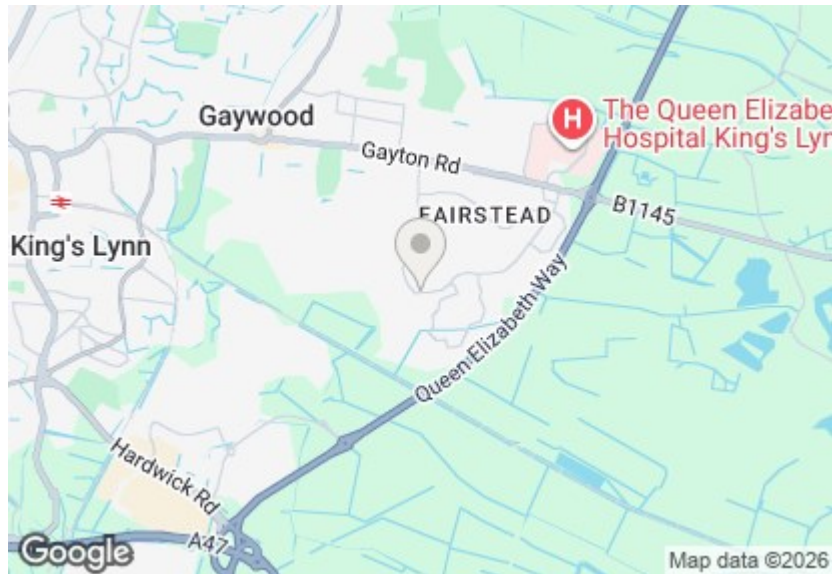 Gaywood
The Queen Elizabe
Hospital King's Lyn
H
Gayton Rd
FAIRSTEAD
B1145
King's Lynn
Queen Elizabeth Way
Hardwick Rd
A47
Google
Map data ©2026